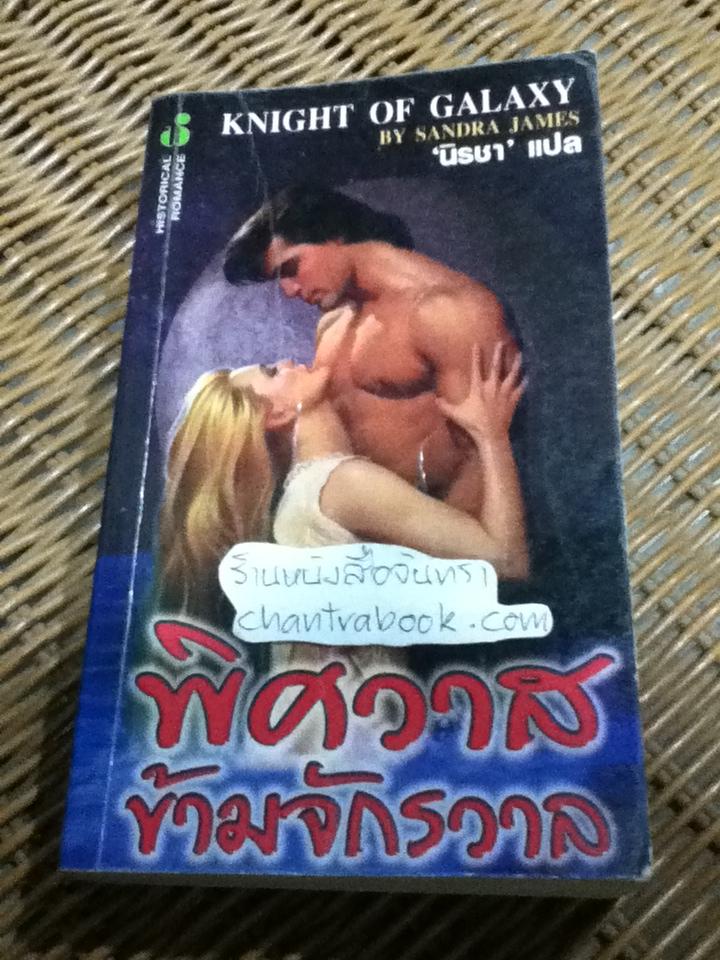 KNIGHT OF GALAXY
BY SANDRA JAMES
'นิรชา' แปล
HISTORICAL
ROMANCE
ร้านหนังสือจันทรา
chantrabook.com
พิศวาส
ข้ามจักรวาล